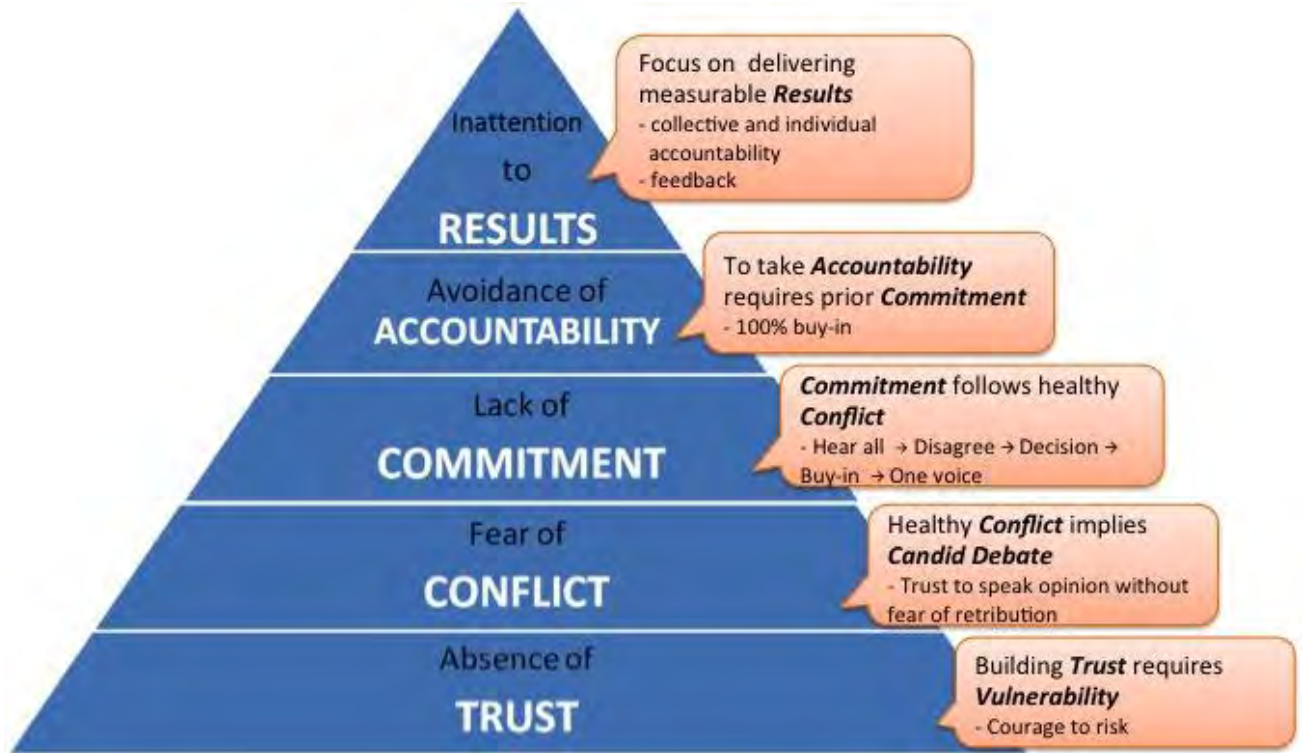 Inattention
to
RESULTS
Focus on delivering
measurable Results
- collective and individual
accountability
- feedback
Avoidance of
ACCOUNTABILITY
To take Accountability
requires prior Commitment
- 100% buy-in
Lack of
COMMITMENT
Commitment follows healthy
Conflict
- Hear all → Disagree → Decision →
Buy-in → One voice
Fear of
CONFLICT
Healthy Conflict implies
Candid Debate
- Trust to speak opinion without
fear of retribution
Absence of
TRUST
Building Trust requires
Vulnerability
- Courage to risk